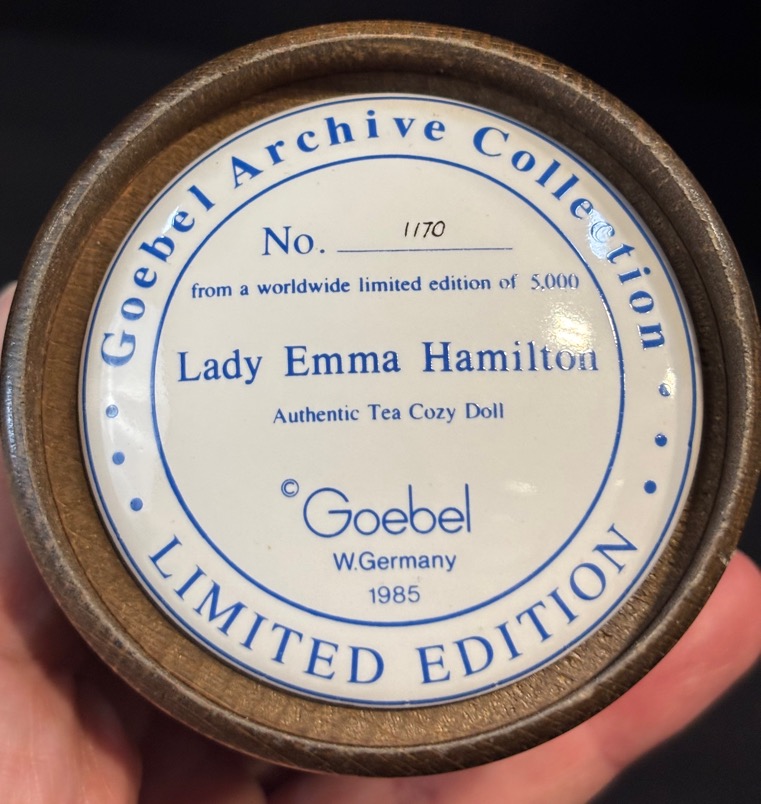 Goebel Archive Collection
No. 1170
from a worldwide limited edition of 5,000
Lady Emma Hamilton
Authentic Tea Cozy Doll
© Goebel
W.Germany
1985
LIMITED EDITION